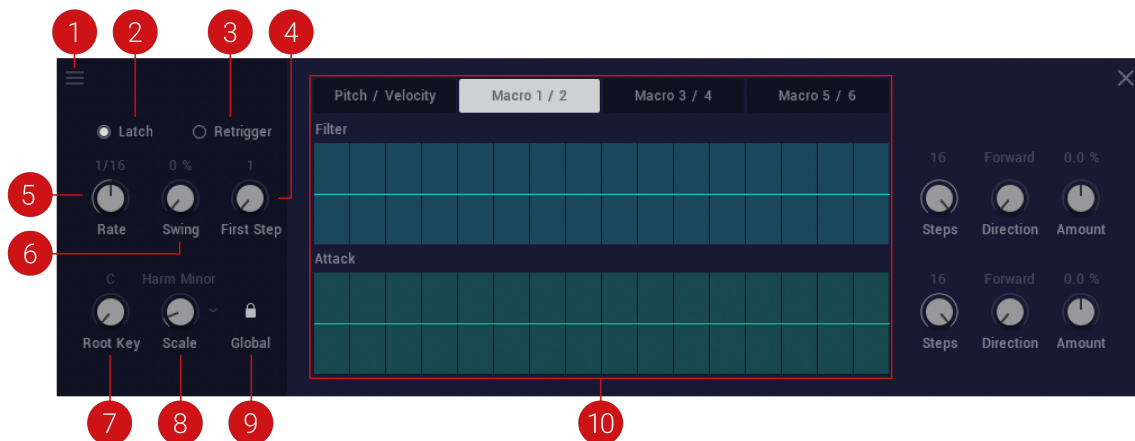 1 2 3 4
Pitch / Velocity Macro 1 / 2 Macro 3 / 4 Macro 5 / 6
Latch Retrigger Filter
1/16 0 % 1 16 Forward 0.0 %
5
Rate Swing First Step Steps Direction Amount
6
Attack
C Harm Minor 16 Forward 0.0 %
Root Key Scale Global Steps Direction Amount
7 8 9 10